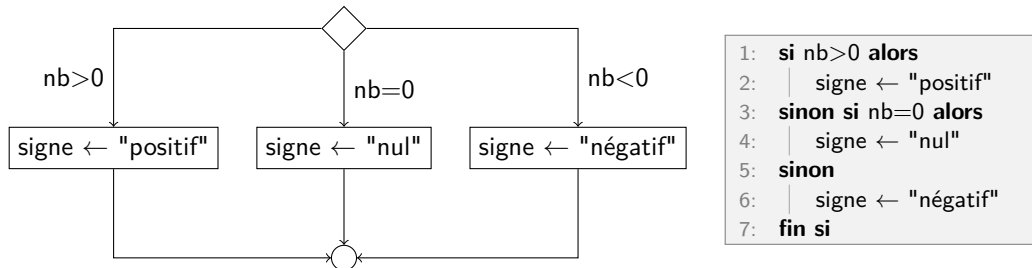 nb>0
nb=0
nb<0
signe ← "positif"
signe ← "nul"
signe ← "négatif"
1: si nb>0 alors
2: signe ← "positif"
3: sinon si nb=0 alors
4: signe ← "nul"
5: sinon
6: signe ← "négatif"
7: fin si